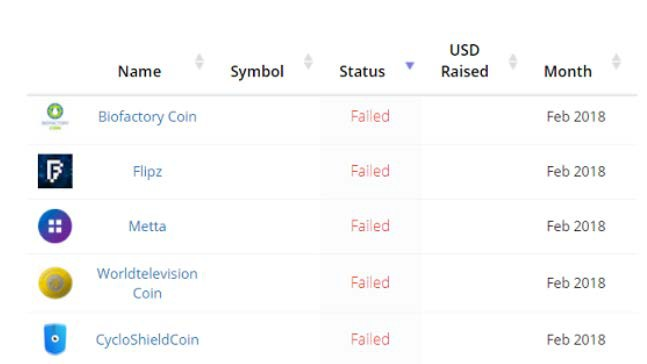 Name Symbol Status USD Raised Month
Biofactory Coin Failed Feb 2018
Flipz Failed Feb 2018
Metta Failed Feb 2018
Worldtelevision Coin Failed Feb 2018
CycloShieldCoin Failed Feb 2018